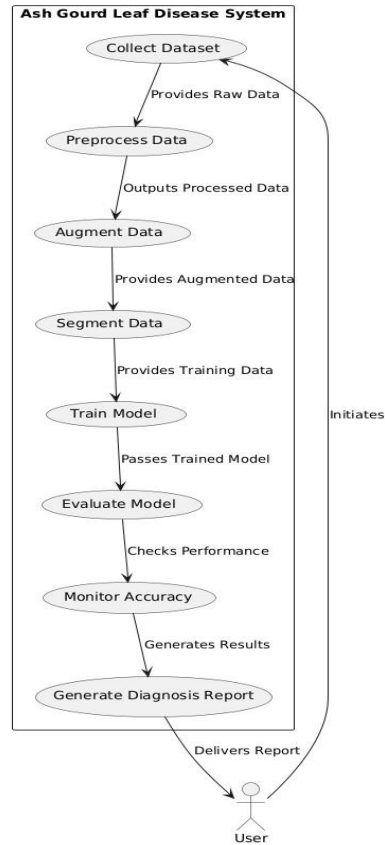 Ash Gourd Leaf Disease System
Collect Dataset
Provides Raw Data
Preprocess Data
Outputs Processed Data
Augment Data
Provides Augmented Data
Segment Data
Provides Training Data
Train Model
Initiates
Passes Trained Model
Evaluate Model
Checks Performance
Monitor Accuracy
Generates Results
Generate Diagnosis Report
Delivers Report
User